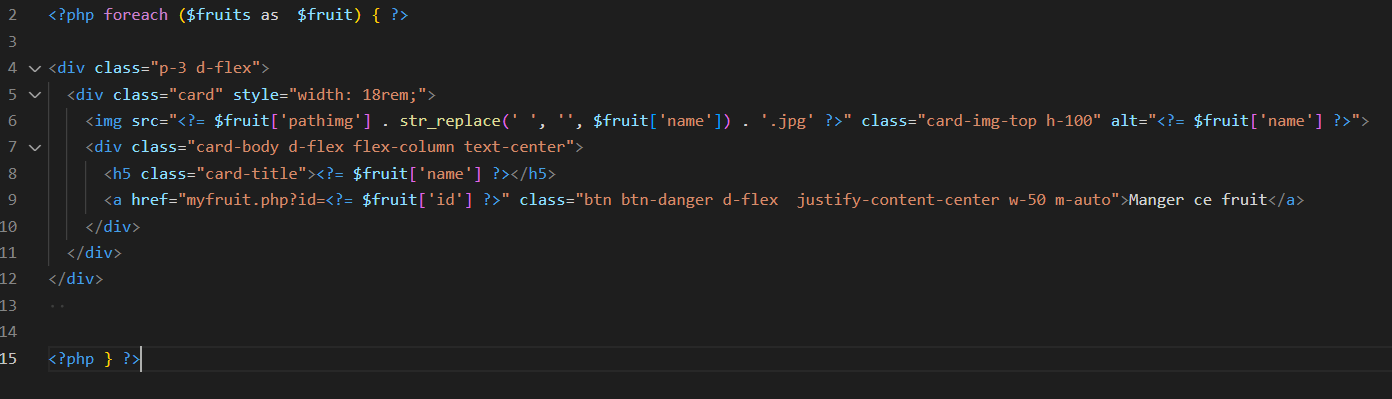 2 <?php foreach ($fruits as  $fruit) { ?>
3
4 <div class="p-3 d-flex">
5   <div class="card" style="width: 18rem;">
6     <img src="<?= $fruit['pathimg'] . str_replace(' ', '', $fruit['name']) . '.jpg' ?>" class="card-img-top h-100" alt="<?= $fruit['name'] ?>">
7     <div class="card-body d-flex flex-column text-center">
8       <h5 class="card-title"><?= $fruit['name'] ?></h5>
9       <a href="myfruit.php?id=<?= $fruit['id'] ?>" class="btn btn-danger d-flex  justify-content-center w-50 m-auto">Manger ce fruit</a>
10     </div>
11   </div>
12 </div>
13
14
15 <?php } ?>